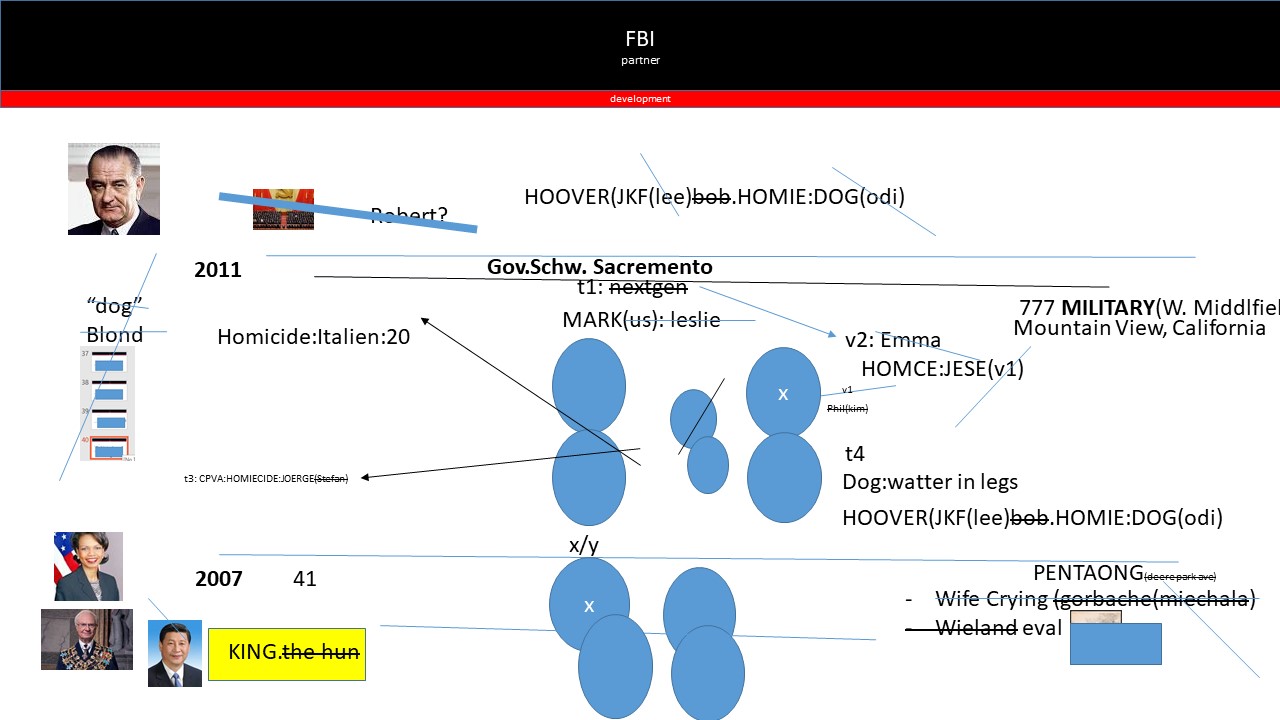 FBI
partner
development
HOOVER(JKF(lee)bob.HOMIE:DOG(odi)
Robert?
2011
Gov.Schw. Sacremento
t1: nextgen
"dog"
Blond
777 MILITARY(W. Middlfiel
Mountain View, California
MARK(us): leslie
Homicide:Italien:20
v2: Emma
HOMCE:JESE(v1)
37
38
39
40
x
v1
Phil(kim)
t4
t3: CPVA:HOMIECIDE:JOERGE(Stefan)
Dog:watter in legs
HOOVER(JKF(lee)bob.HOMIE:DOG(odi)
x/y
2007
41
PENTAONG(deere park ave)
x
- Wife Crying (gorbache(miechala)
- Wieland eval
KING.the hun